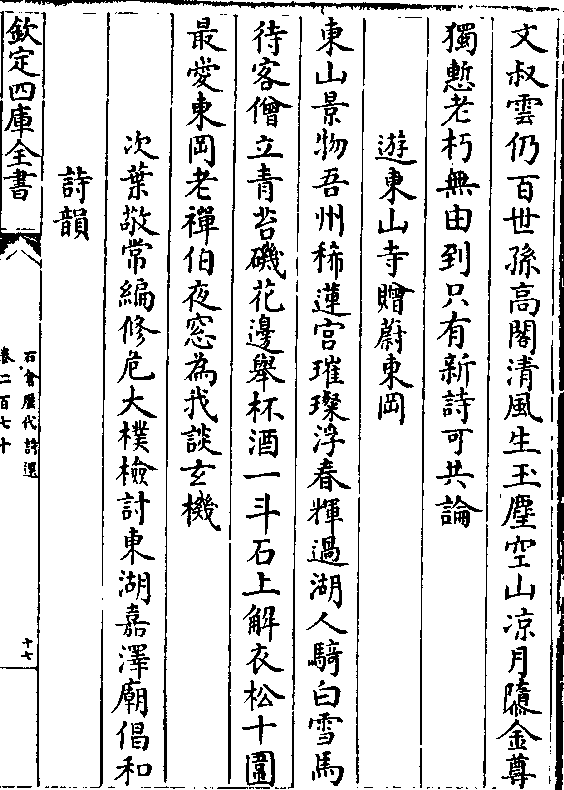 文叔雲仍百世孫高閣清風生玉麈空山凉月隨金尊
獨慙老朽無由到只有新詩可共論
遊東山寺贈蔚東岡
東山景物吾州稀蓮宫璀璨浮春輝過湖人騎白雪馬
待客僧立青苔磯花邊舉杯酒一斗石上解衣松十圍
最愛東岡老禪伯夜窓為我談玄機
次葉敬常編修危大樸檢討東湖嘉澤廟倡和
詩韻
欽定四庫全書
石倉歷代詩選
卷二百七十
十七